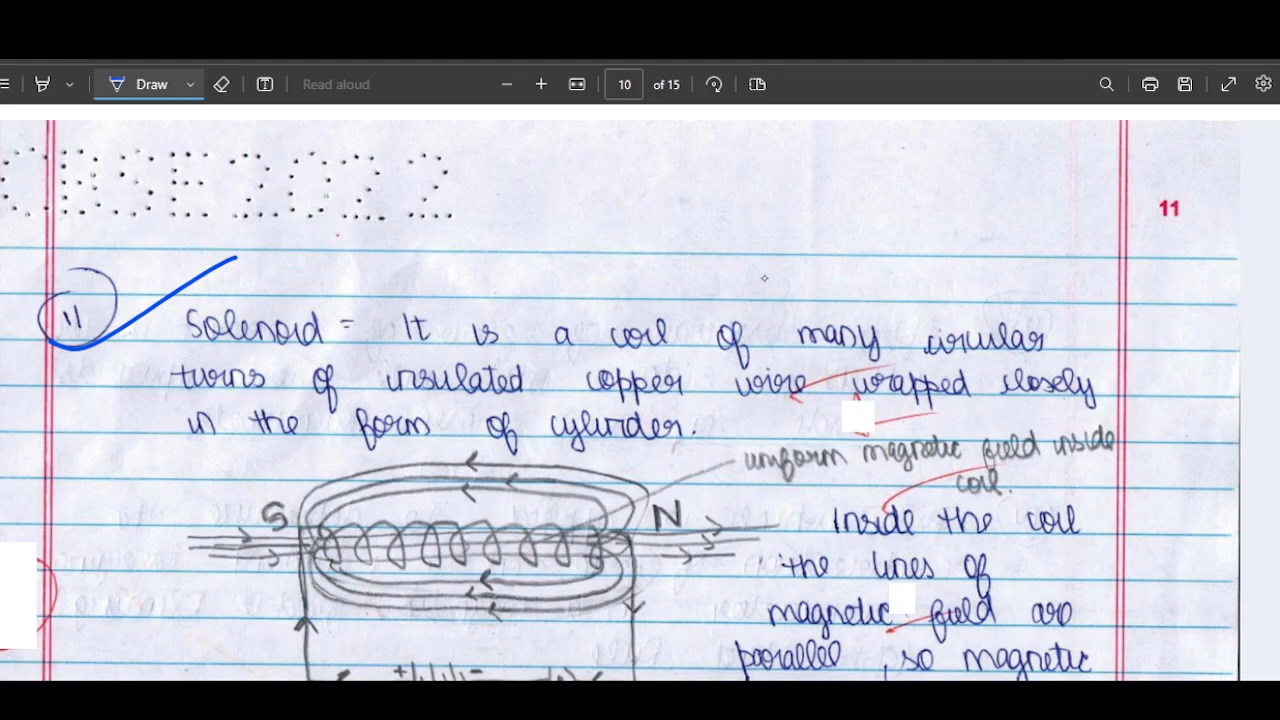 Draw
Read aloud
10 of 15
CBSE2022
11
11
Solenoid = It is a coil of many circular
turns of insulated copper wire wrapped closely
in the form of cylinder.
uniform magnetic field inside
coil.
S
N
Inside the coil
the lines of
magnetic field are
parallel, so magnetic
+
-